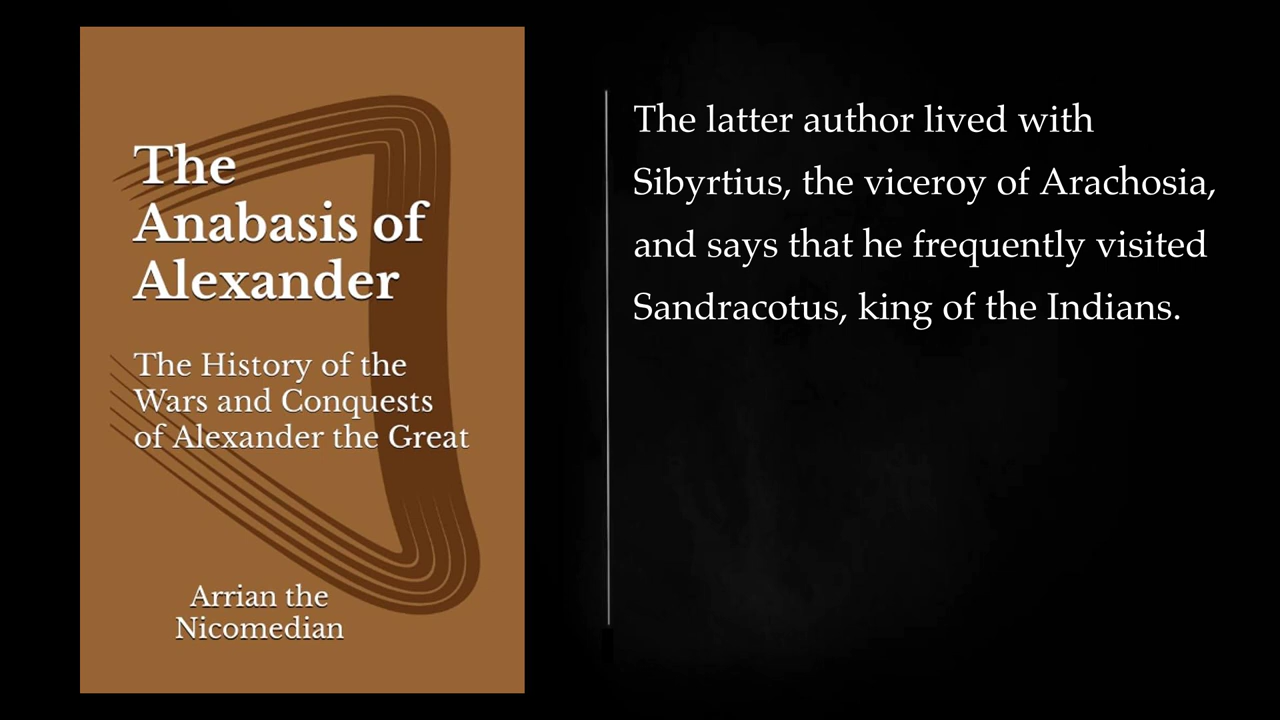 The
Anabasis of
Alexander
The History of the
Wars and Conquests
of Alexander the Great
Arrian the
Nicomedian
The latter author lived with
Sibyrtius, the viceroy of Arachosia,
and says that he frequently visited
Sandracotus, king of the Indians.